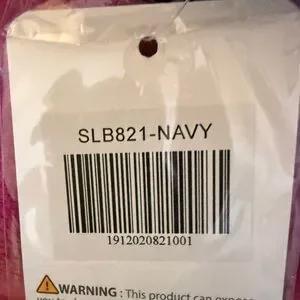 SLB821-NAVY
1912020821001
WARNING : This product can expose